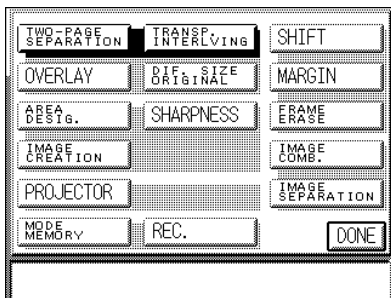 TWO-PAGE SEPARATION
TRANSP. INTERLVING
SHIFT
OVERLAY
DIF. SIZE ORIGINAL
MARGIN
AREA DESIG.
SHARPNESS
FRAME ERASE
IMAGE CREATION
IMAGE COMB.
PROJECTOR
IMAGE SEPARATION
MODE MEMORY
REC.
DONE